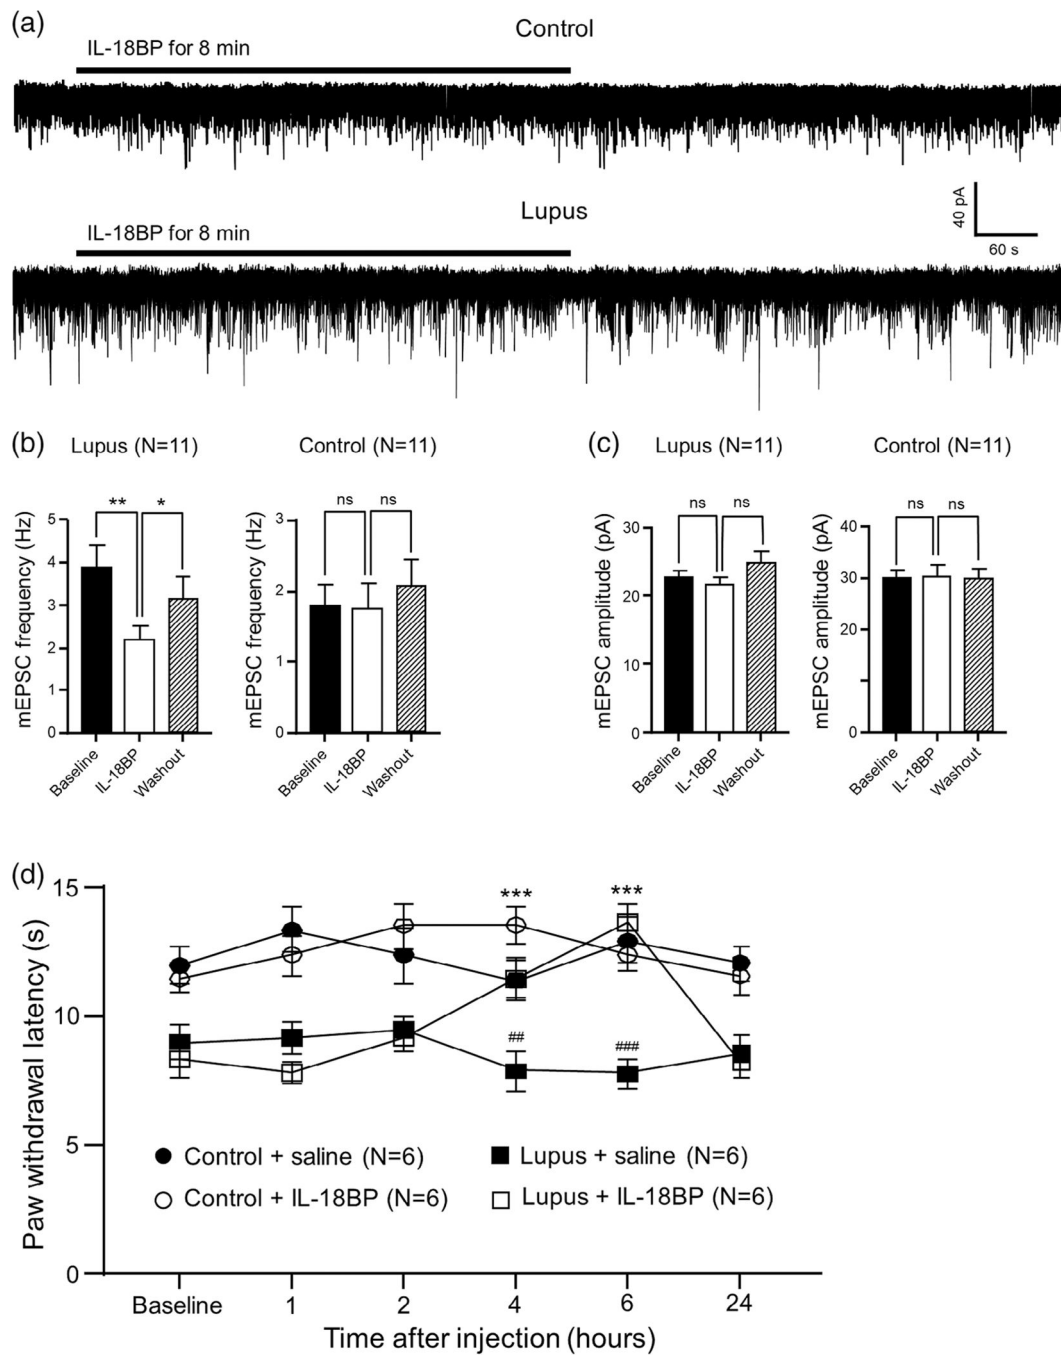 (a)
Control
IL-18BP for 8 min
Lupus
IL-18BP for 8 min
40 pA
60 s
(b)
Lupus (N=11)
Control (N=11)
** *
ns ns
mEPSC frequency (Hz)
5
4
3
2
1
0
Baseline
IL-18BP
Washout
mEPSC frequency (Hz)
3
2
1
0
Baseline
IL-18BP
Washout
(c)
Lupus (N=11)
Control (N=11)
ns ns
ns ns
mEPSC amplitude (pA)
30
20
10
0
Baseline
IL-18BP
Washout
mEPSC amplitude (pA)
40
30
20
10
0
Baseline
IL-18BP
Washout
(d)
Paw withdrawal latency (s)
15
10
5
0
*** ***
## ###
Control + saline (N=6)
Lupus + saline (N=6)
Control + IL-18BP (N=6)
Lupus + IL-18BP (N=6)
Baseline 1 2 4 6 24
Time after injection (hours)